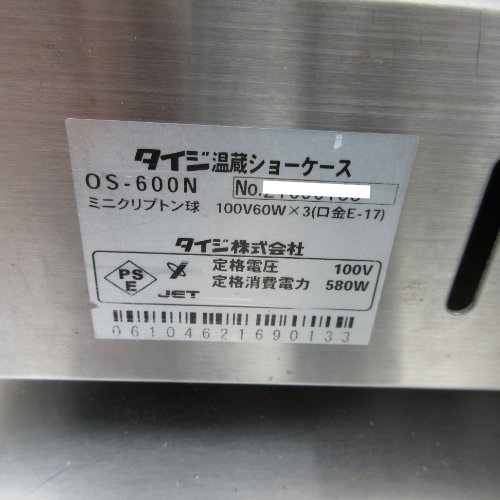 タイジ温蔵ショーケース
OS-600N No.
ミニクリプトン球 100V60W×3(口金E-17)
タイジ株式会社
PS
E
JET
定格電圧 100V
定格消費電力 580W
0610462169013​3